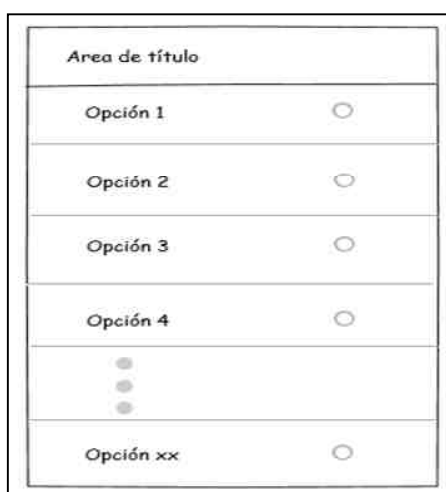 Area de título
Opción 1
Opción 2
Opción 3
Opción 4
Opción xx